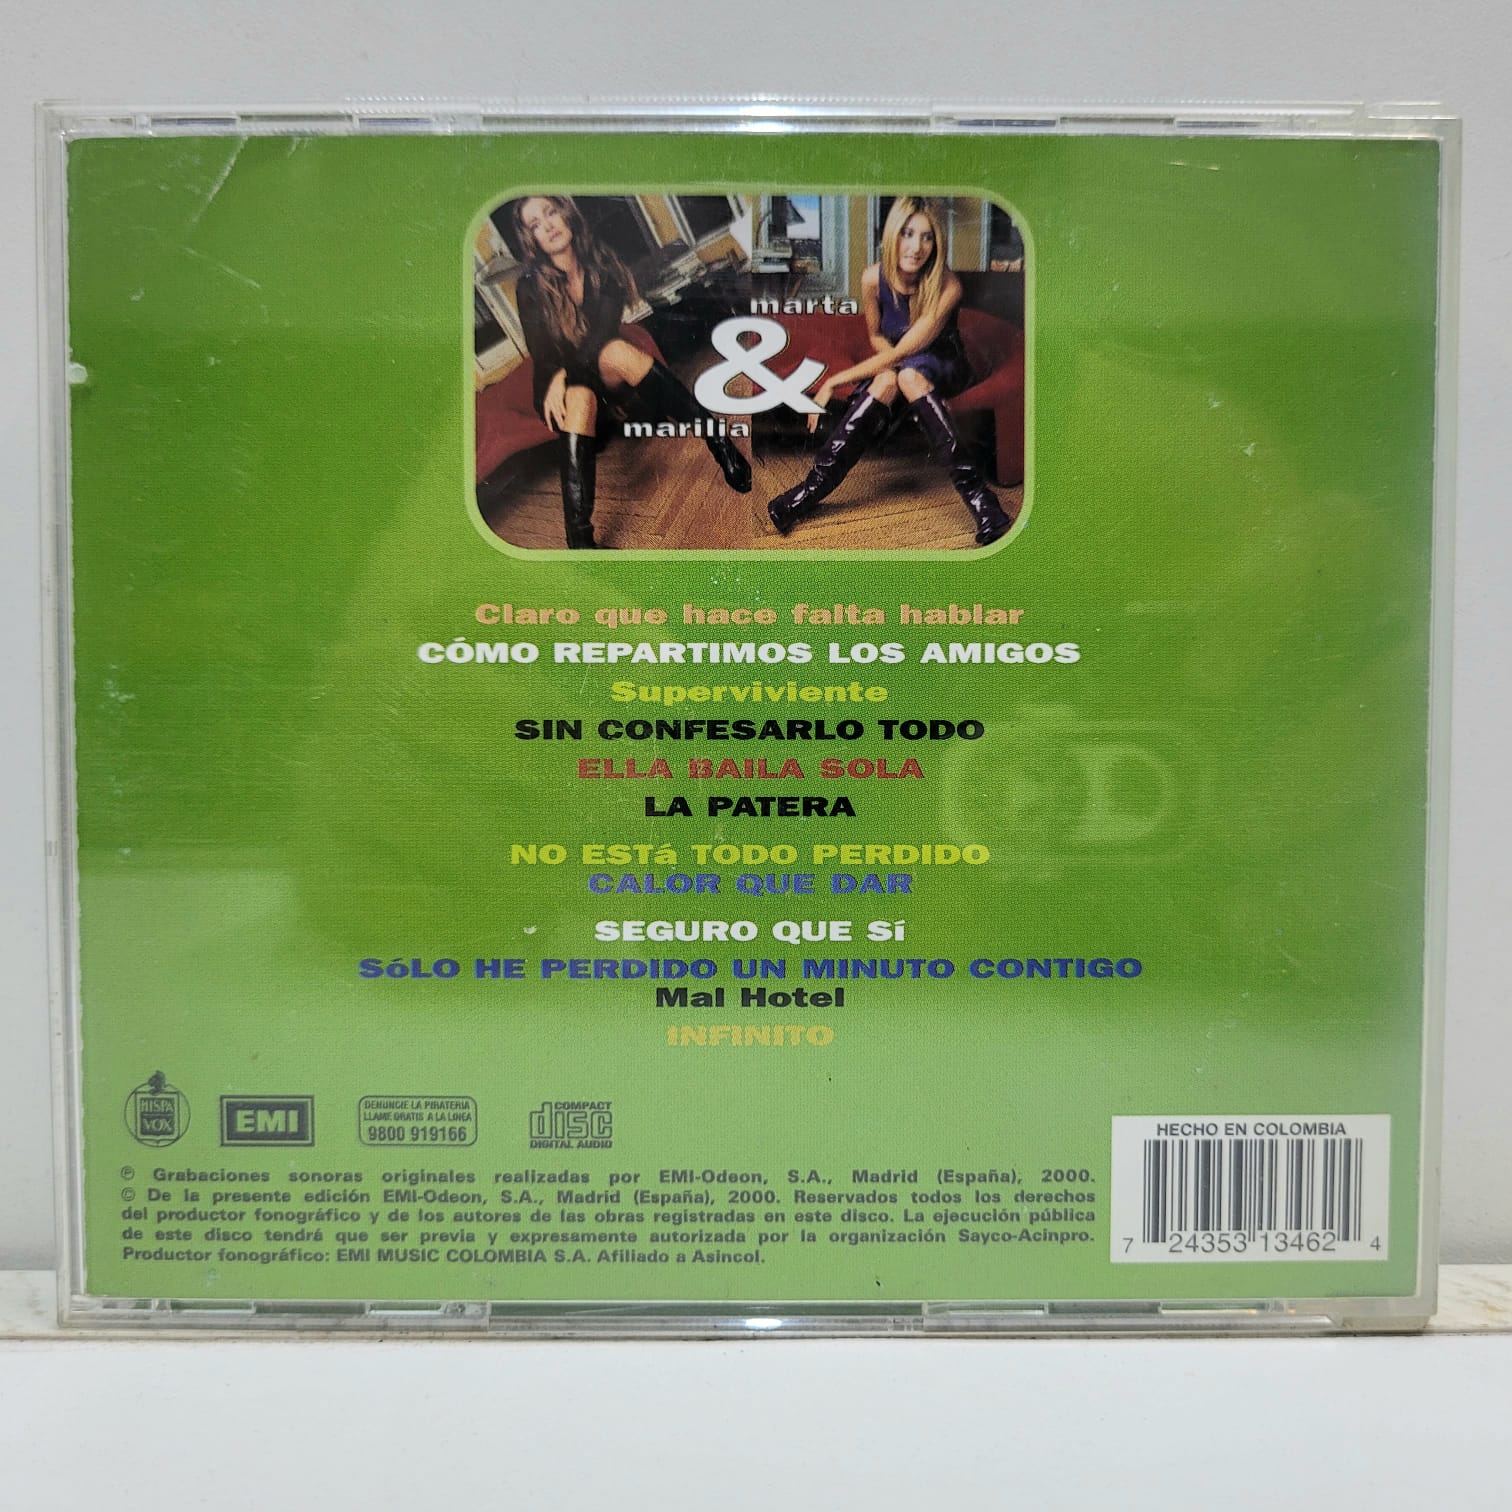 marta
&
marilia
Claro que hace falta hablar
CÓMO REPARTIMOS LOS AMIGOS
Superviviente
SIN CONFESARLO TODO
ELLA BAILA SOLA
LA PATERA
NO ESTá TODO PERDIDO
CALOR QUE DAR
SEGURO QUE Sí
SóLO HE PERDIDO UN MINUTO CONTIGO
Mal Hotel
INFINITO
HISPA
VOX
EMI
DENUNCIE LA PIRATERIA
LLAME GRATIS A LA LINEA
9800 919166
COMPACT
disc
DIGITAL AUDIO
℗ Grabaciones sonoras originales realizadas por EMI-Odeon, S.A., Madrid (España), 2000.
© De la presente edición EMI-Odeon, S.A., Madrid (España), 2000. Reservados todos los derechos
del productor fonográfico y de los autores de las obras registradas en este disco. La ejecución pública
de este disco tendrá que ser previa y expresamente autorizada por la organización Sayco-Acinpro.
Productor fonográfico: EMI MUSIC COLOMBIA S.A. Afiliado a Asincol.
HECHO EN COLOMBIA
7 24353 13462 4